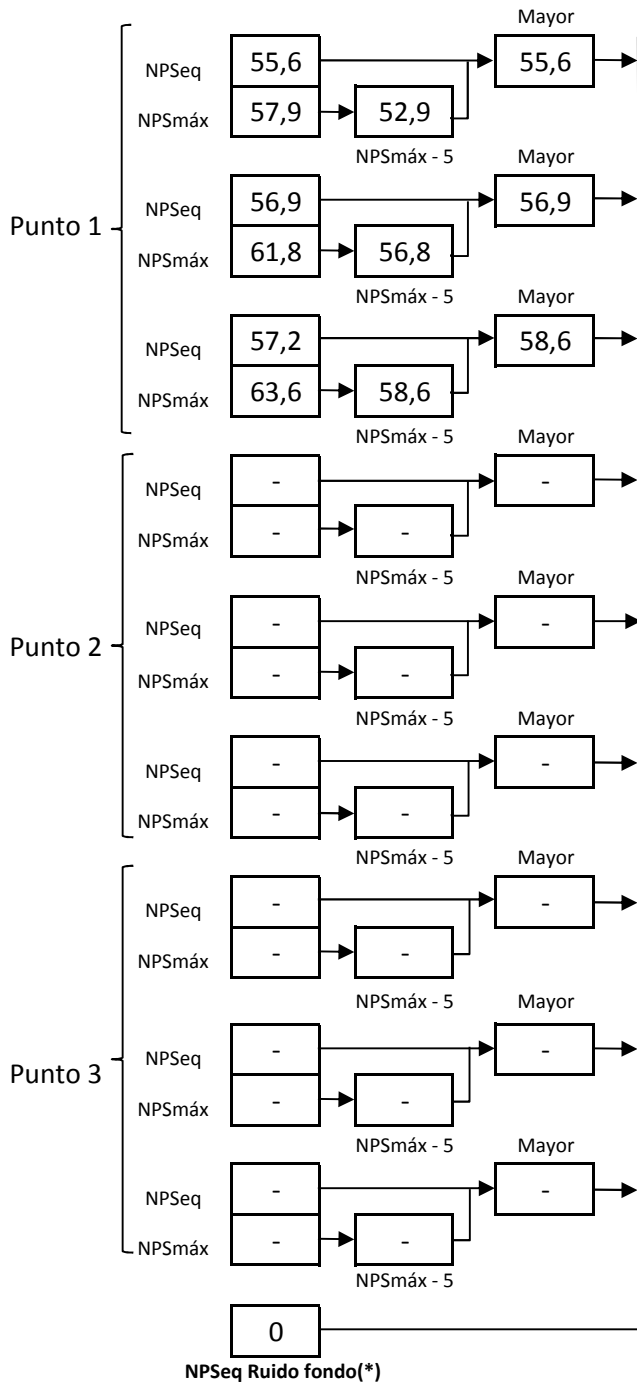 Mayor
NPSeq 55,6 55,6
NPSmáx 57,9 52,9
NPSmáx - 5 Mayor
Punto 1
NPSeq 56,9 56,9
NPSmáx 61,8 56,8
NPSmáx - 5 Mayor
NPSeq 57,2 58,6
NPSmáx 63,6 58,6
NPSmáx - 5 Mayor
NPSeq - -
NPSmáx - -
NPSmáx - 5 Mayor
Punto 2
NPSeq - -
NPSmáx - -
NPSmáx - 5 Mayor
NPSeq - -
NPSmáx - -
NPSmáx - 5 Mayor
NPSeq - -
NPSmáx - -
NPSmáx - 5 Mayor
Punto 3
NPSeq - -
NPSmáx - -
NPSmáx - 5 Mayor
NPSeq - -
NPSmáx - -
NPSmáx - 5
0
NPSeq Ruido fondo(*)